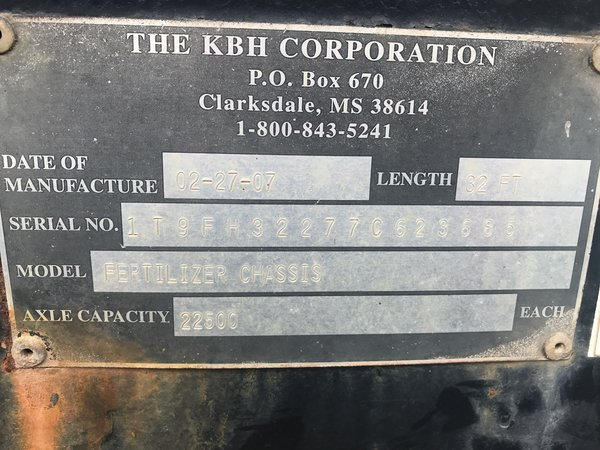 THE KBH CORPORATION
P.O. Box 670
Clarksdale, MS 38614
1-800-843-5241
DATE OF MANUFACTURE 02-27-07 LENGTH 32 FT
SERIAL NO.
MODEL FERTILIZER CHASSIS
AXLE CAPACITY 22500 EACH